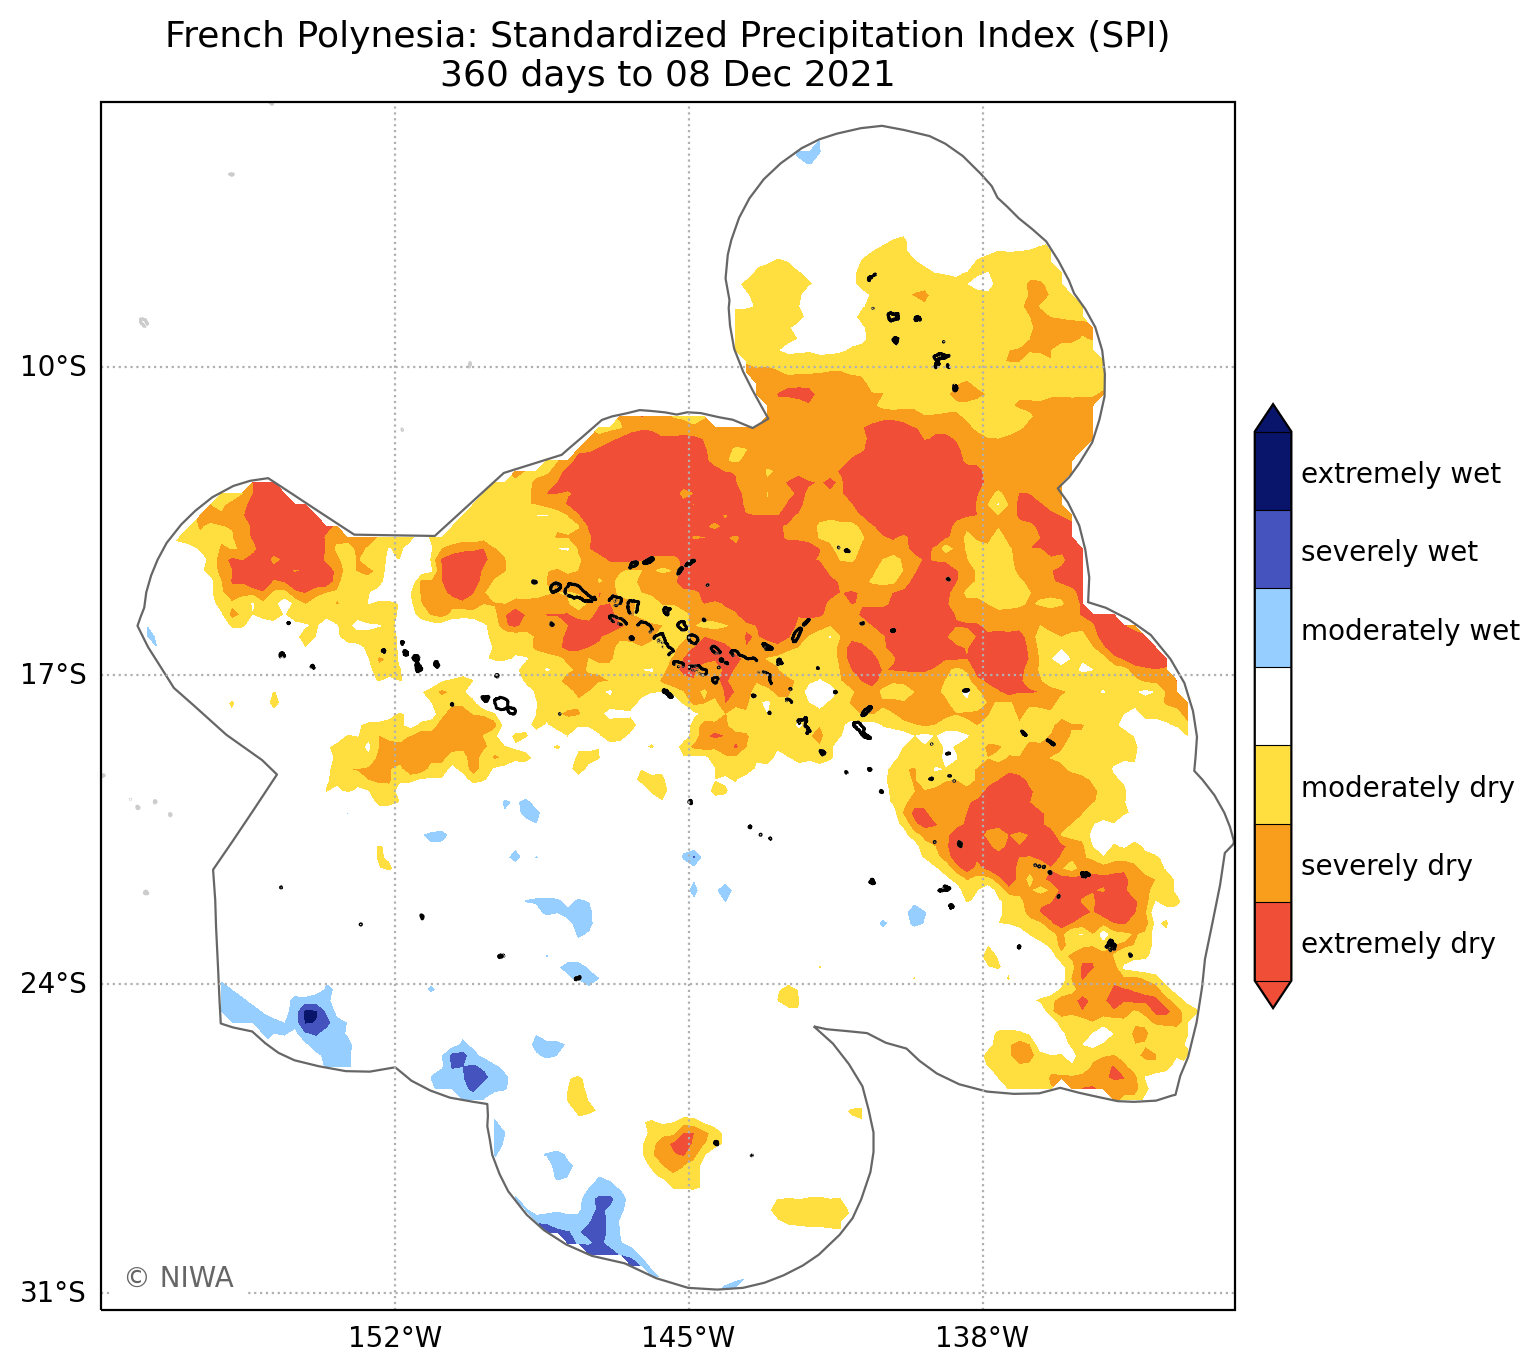 French Polynesia: Standardized Precipitation Index (SPI)
360 days to 08 Dec 2021
10°S
17°S
24°S
31°S
152°W
145°W
138°W
extremely wet
severely wet
moderately wet
moderately dry
severely dry
extremely dry
© NIWA